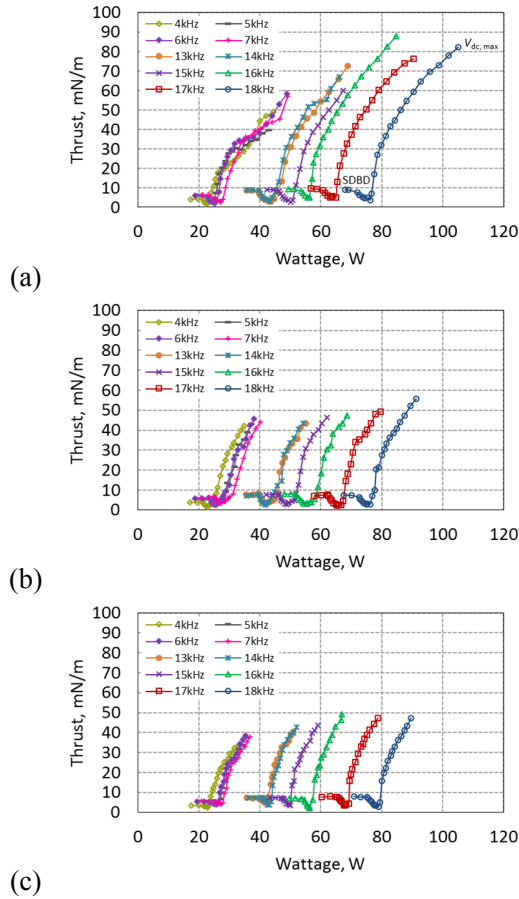 100
90
80
70
60
50
40
30
20
10
0
Thrust, mN/m
4kHz 5kHz
6kHz 7kHz
13kHz 14kHz
15kHz 16kHz
17kHz 18kHz
Vdc, max
SDBD
0 20 40 60 80 100 120
Wattage, W
(a)
100
90
80
70
60
50
40
30
20
10
0
Thrust, mN/m
4kHz 5kHz
6kHz 7kHz
13kHz 14kHz
15kHz 16kHz
17kHz 18kHz
0 20 40 60 80 100 120
Wattage, W
(b)
100
90
80
70
60
50
40
30
20
10
0
Thrust, mN/m
4kHz 5kHz
6kHz 7kHz
13kHz 14kHz
15kHz 16kHz
17kHz 18kHz
0 20 40 60 80 100 120
Wattage, W
(c)